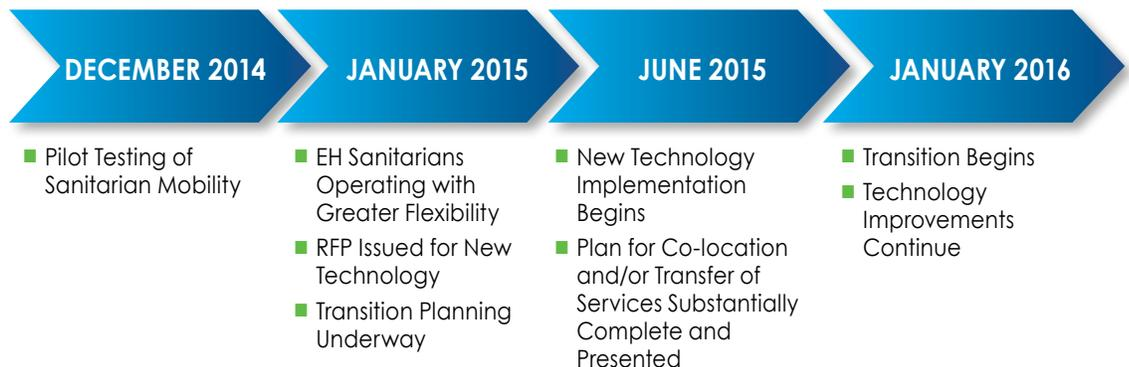 DECEMBER 2014
Pilot Testing of
Sanitarian Mobility
JANUARY 2015
EH Sanitarians
Operating with
Greater Flexibility
RFP Issued for New
Technology
Transition Planning
Underway
JUNE 2015
New Technology
Implementation
Begins
Plan for Co-location
and/or Transfer of
Services Substantially
Complete and
Presented
JANUARY 2016
Transition Begins
Technology
Improvements
Continue